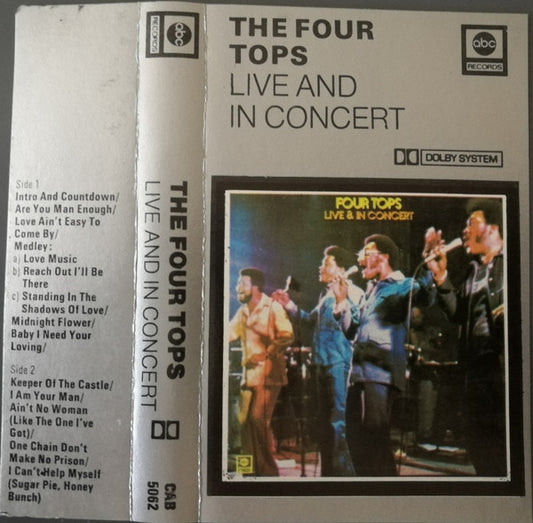 Side 1
Intro And Countdown/
Are You Man Enough/
Love Ain't Easy To
Come By/
Medley:
a) Love Music
b) Reach Out I'll Be
There
c) Standing In The
Shadows Of Love/
Midnight Flower/
Baby I Need Your
Loving/
Side 2
Keeper Of The Castle/
I Am Your Man/
Ain't No Woman
(Like The One I've
Got)/
One Chain Don't
Make No Prison/
I Can't Help Myself
(Sugar Pie, Honey
Bunch)
abc
RECORDS
THE FOUR TOPS
LIVE AND IN CONCERT
CAB
5062
THE FOUR
TOPS
LIVE AND
IN CONCERT
abc
RECORDS
DOLBY SYSTEM
FOUR TOPS
LIVE & IN CONCERT